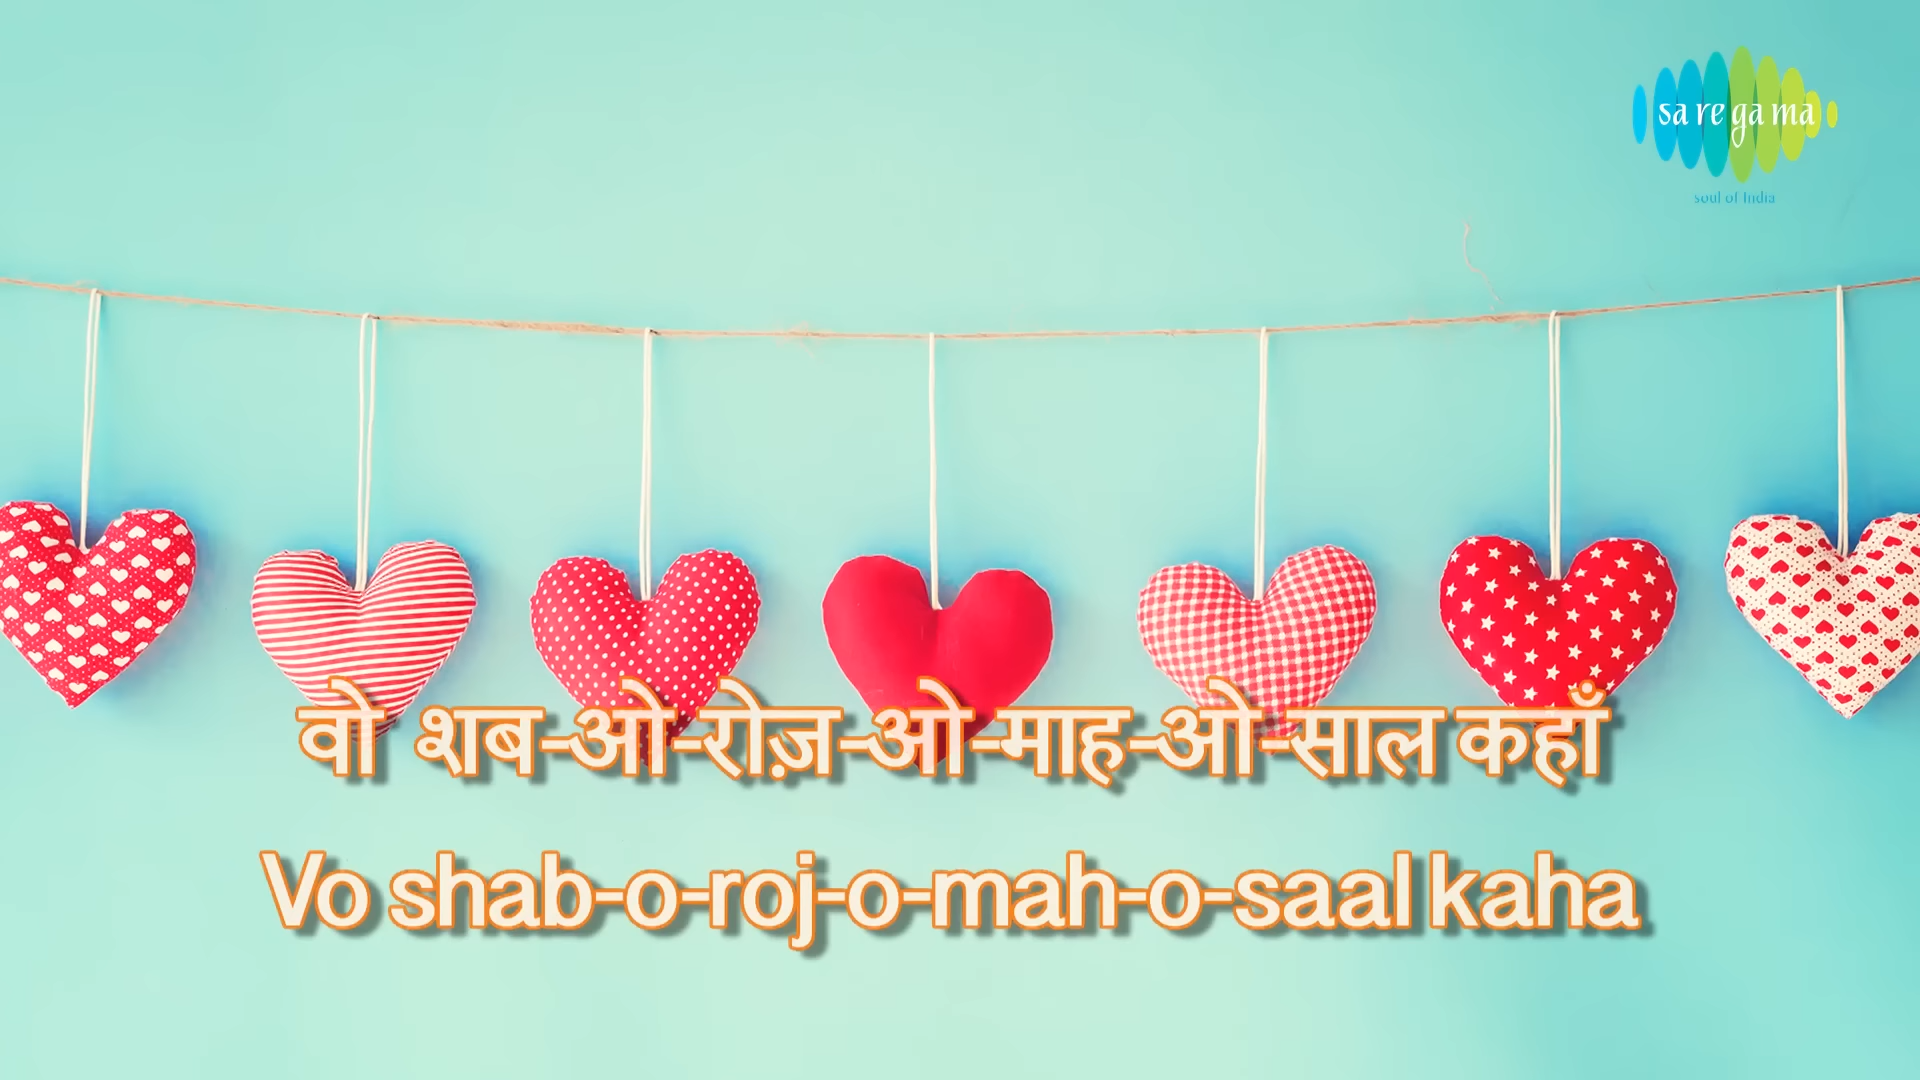 sa re ga ma
soul of India
वो शब-ओ-रोज़-ओ-माह-ओ-साल कहाँ
Vo shab-o-roj-o-mah-o-saal kaha